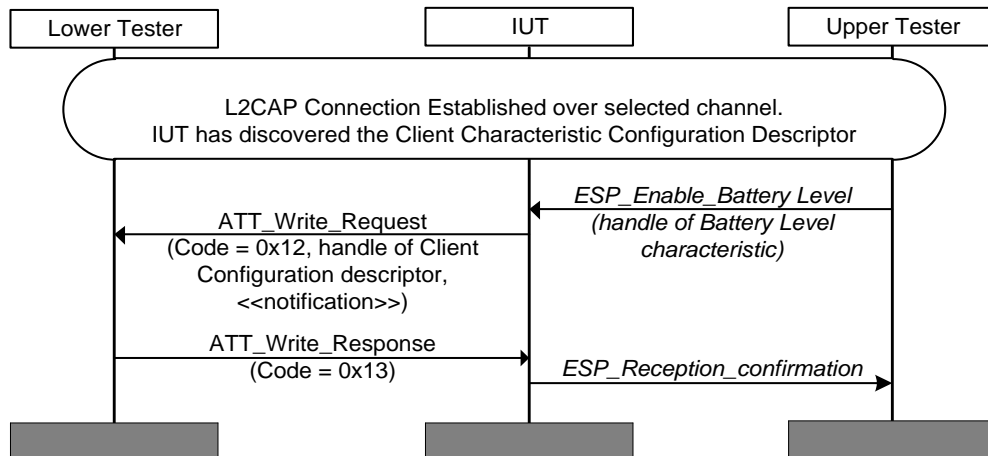 Lower Tester
IUT
Upper Tester
L2CAP Connection Established over selected channel.
IUT has discovered the Client Characteristic Configuration Descriptor
ESP_Enable_Battery Level
(handle of Battery Level
characteristic)
ATT_Write_Request
(Code = 0x12, handle of Client
Configuration descriptor,
<<notification>>)
ATT_Write_Response
(Code = 0x13)
ESP_Reception_confirmation